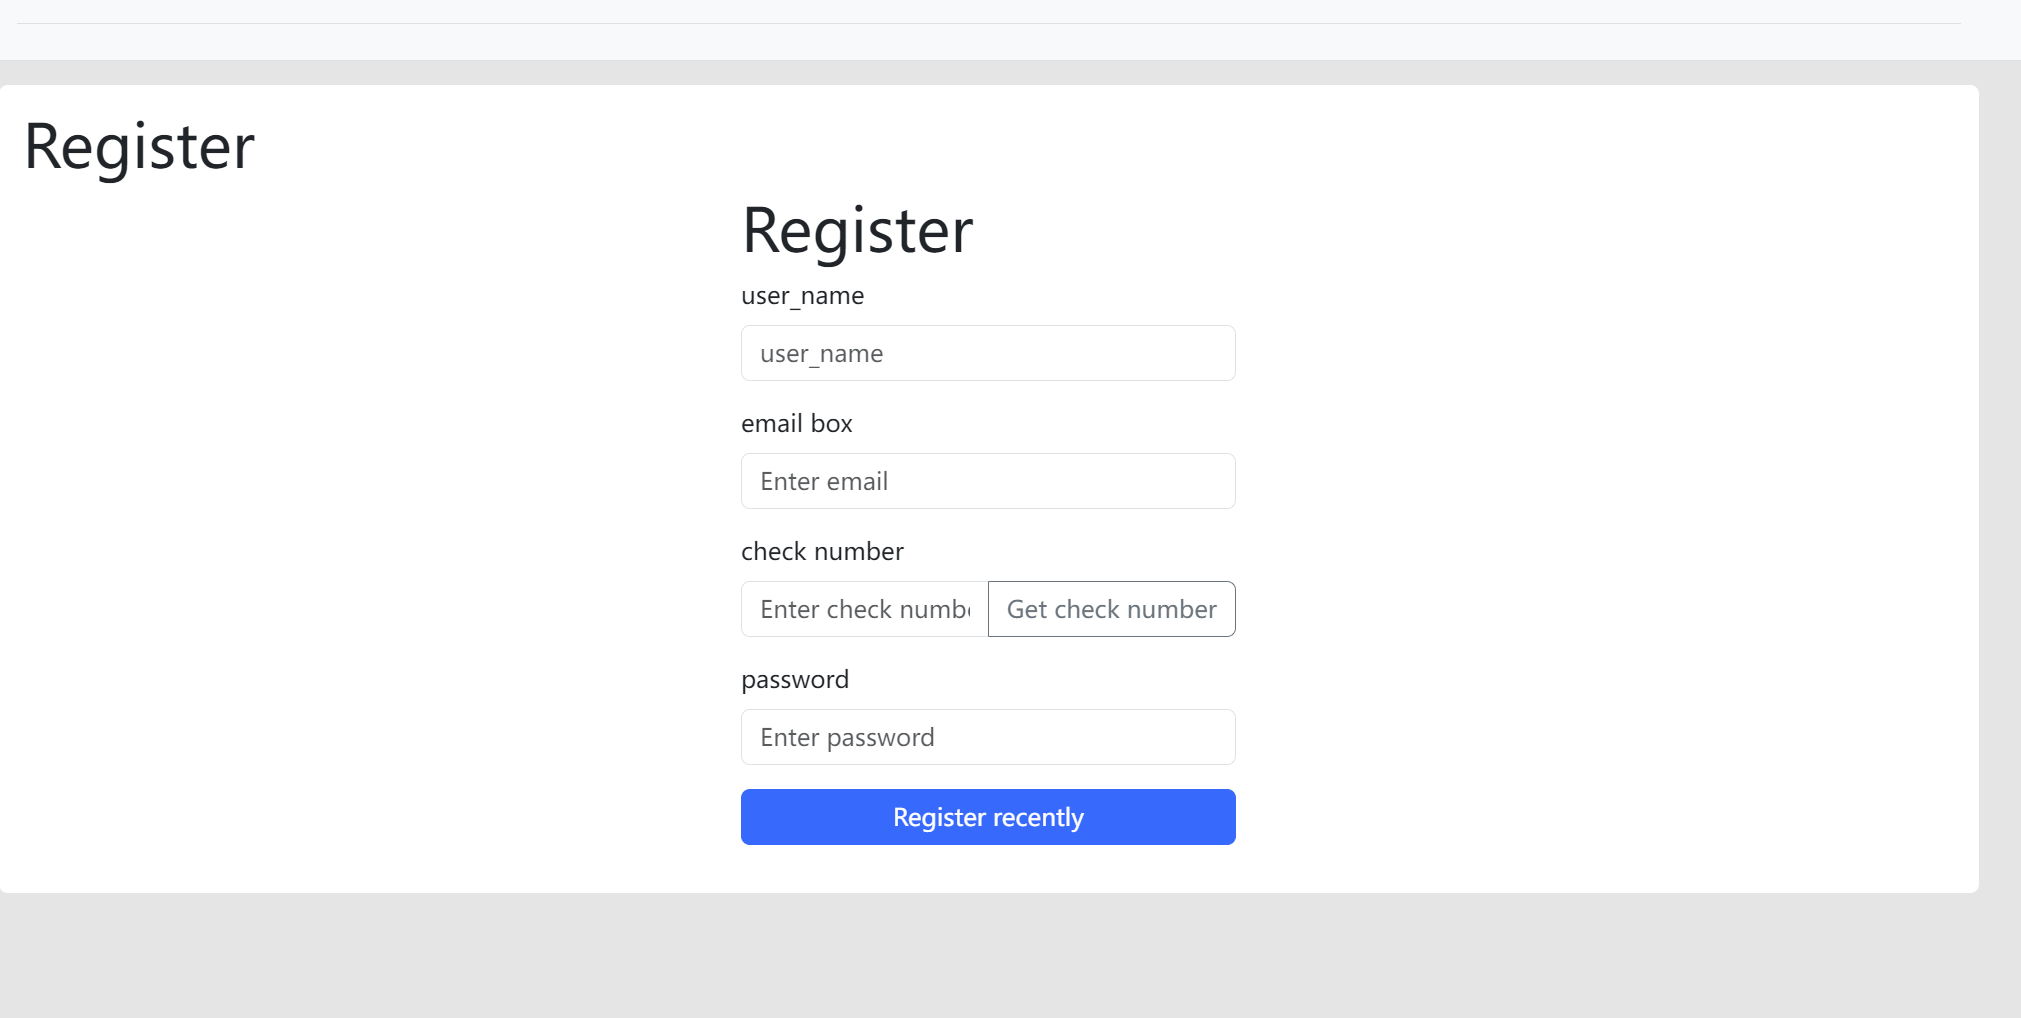 Register
Register
user_name
user_name
email box
Enter email
check number
Enter check numb
Get check number
password
Enter password
Register recently